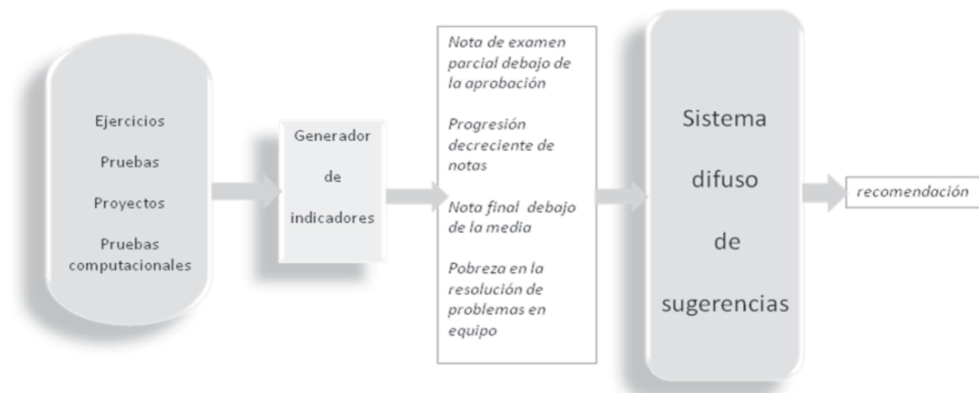 Ejercicios
Pruebas
Proyectos
Pruebas
computacionales
Generador
de
indicadores
Nota de examen
parcial debajo de
la aprobación
Progresión
decreciente de
notas
Nota final debajo
de la media
Pobreza en la
resolución de
problemas en
equipo
Sistema
difuso
de
sugerencias
recomendación